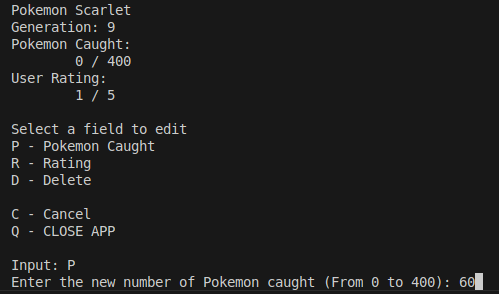 Pokemon Scarlet
Generation: 9
Pokemon Caught:
0 / 400
User Rating:
1 / 5
Select a field to edit
P - Pokemon Caught
R - Rating
D - Delete
C - Cancel
Q - CLOSE APP
Input: P
Enter the new number of Pokemon caught (From 0 to 400): 60